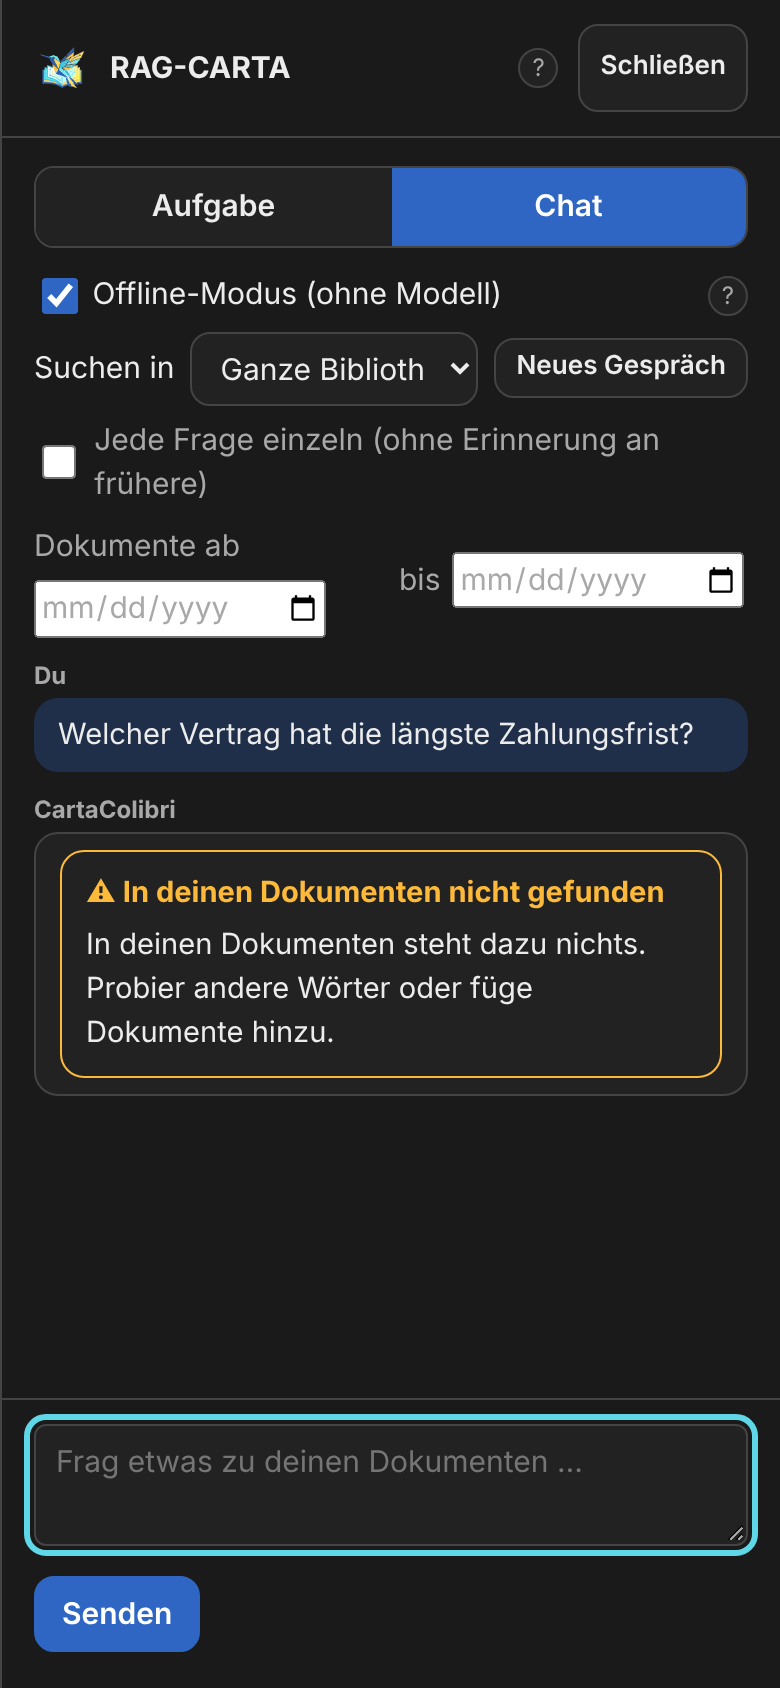 RAG-CARTA
?
Schließen
Aufgabe
Chat
Offline-Modus (ohne Modell)
?
Suchen in
Ganze Biblioth
Neues Gespräch
Jede Frage einzeln (ohne Erinnerung an
frühere)
Dokumente ab
mm/dd/yyyy
bis
mm/dd/yyyy
Du
Welcher Vertrag hat die längste Zahlungsfrist?
CartaColibri
⚠ In deinen Dokumenten nicht gefunden
In deinen Dokumenten steht dazu nichts.
Probier andere Wörter oder füge
Dokumente hinzu.
Frag etwas zu deinen Dokumenten ...
Senden